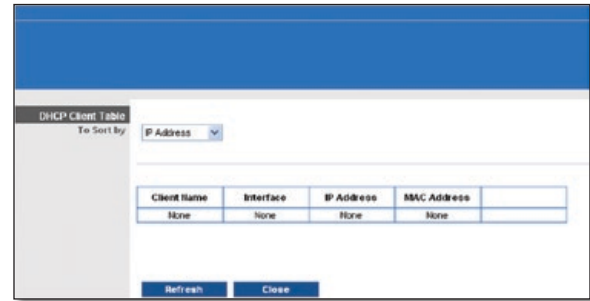 DHCP Client Table
To Sort by IP Address
Client Name Interface IP Address MAC Address
None None None None
Refresh Close